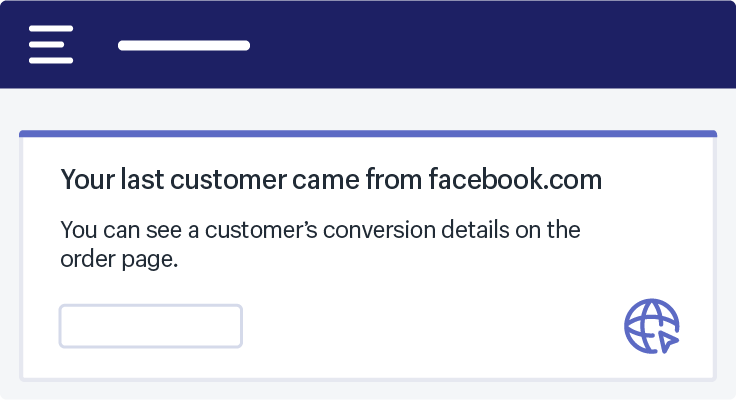 Your last customer came from facebook.com
You can see a customer’s conversion details on the
order page.